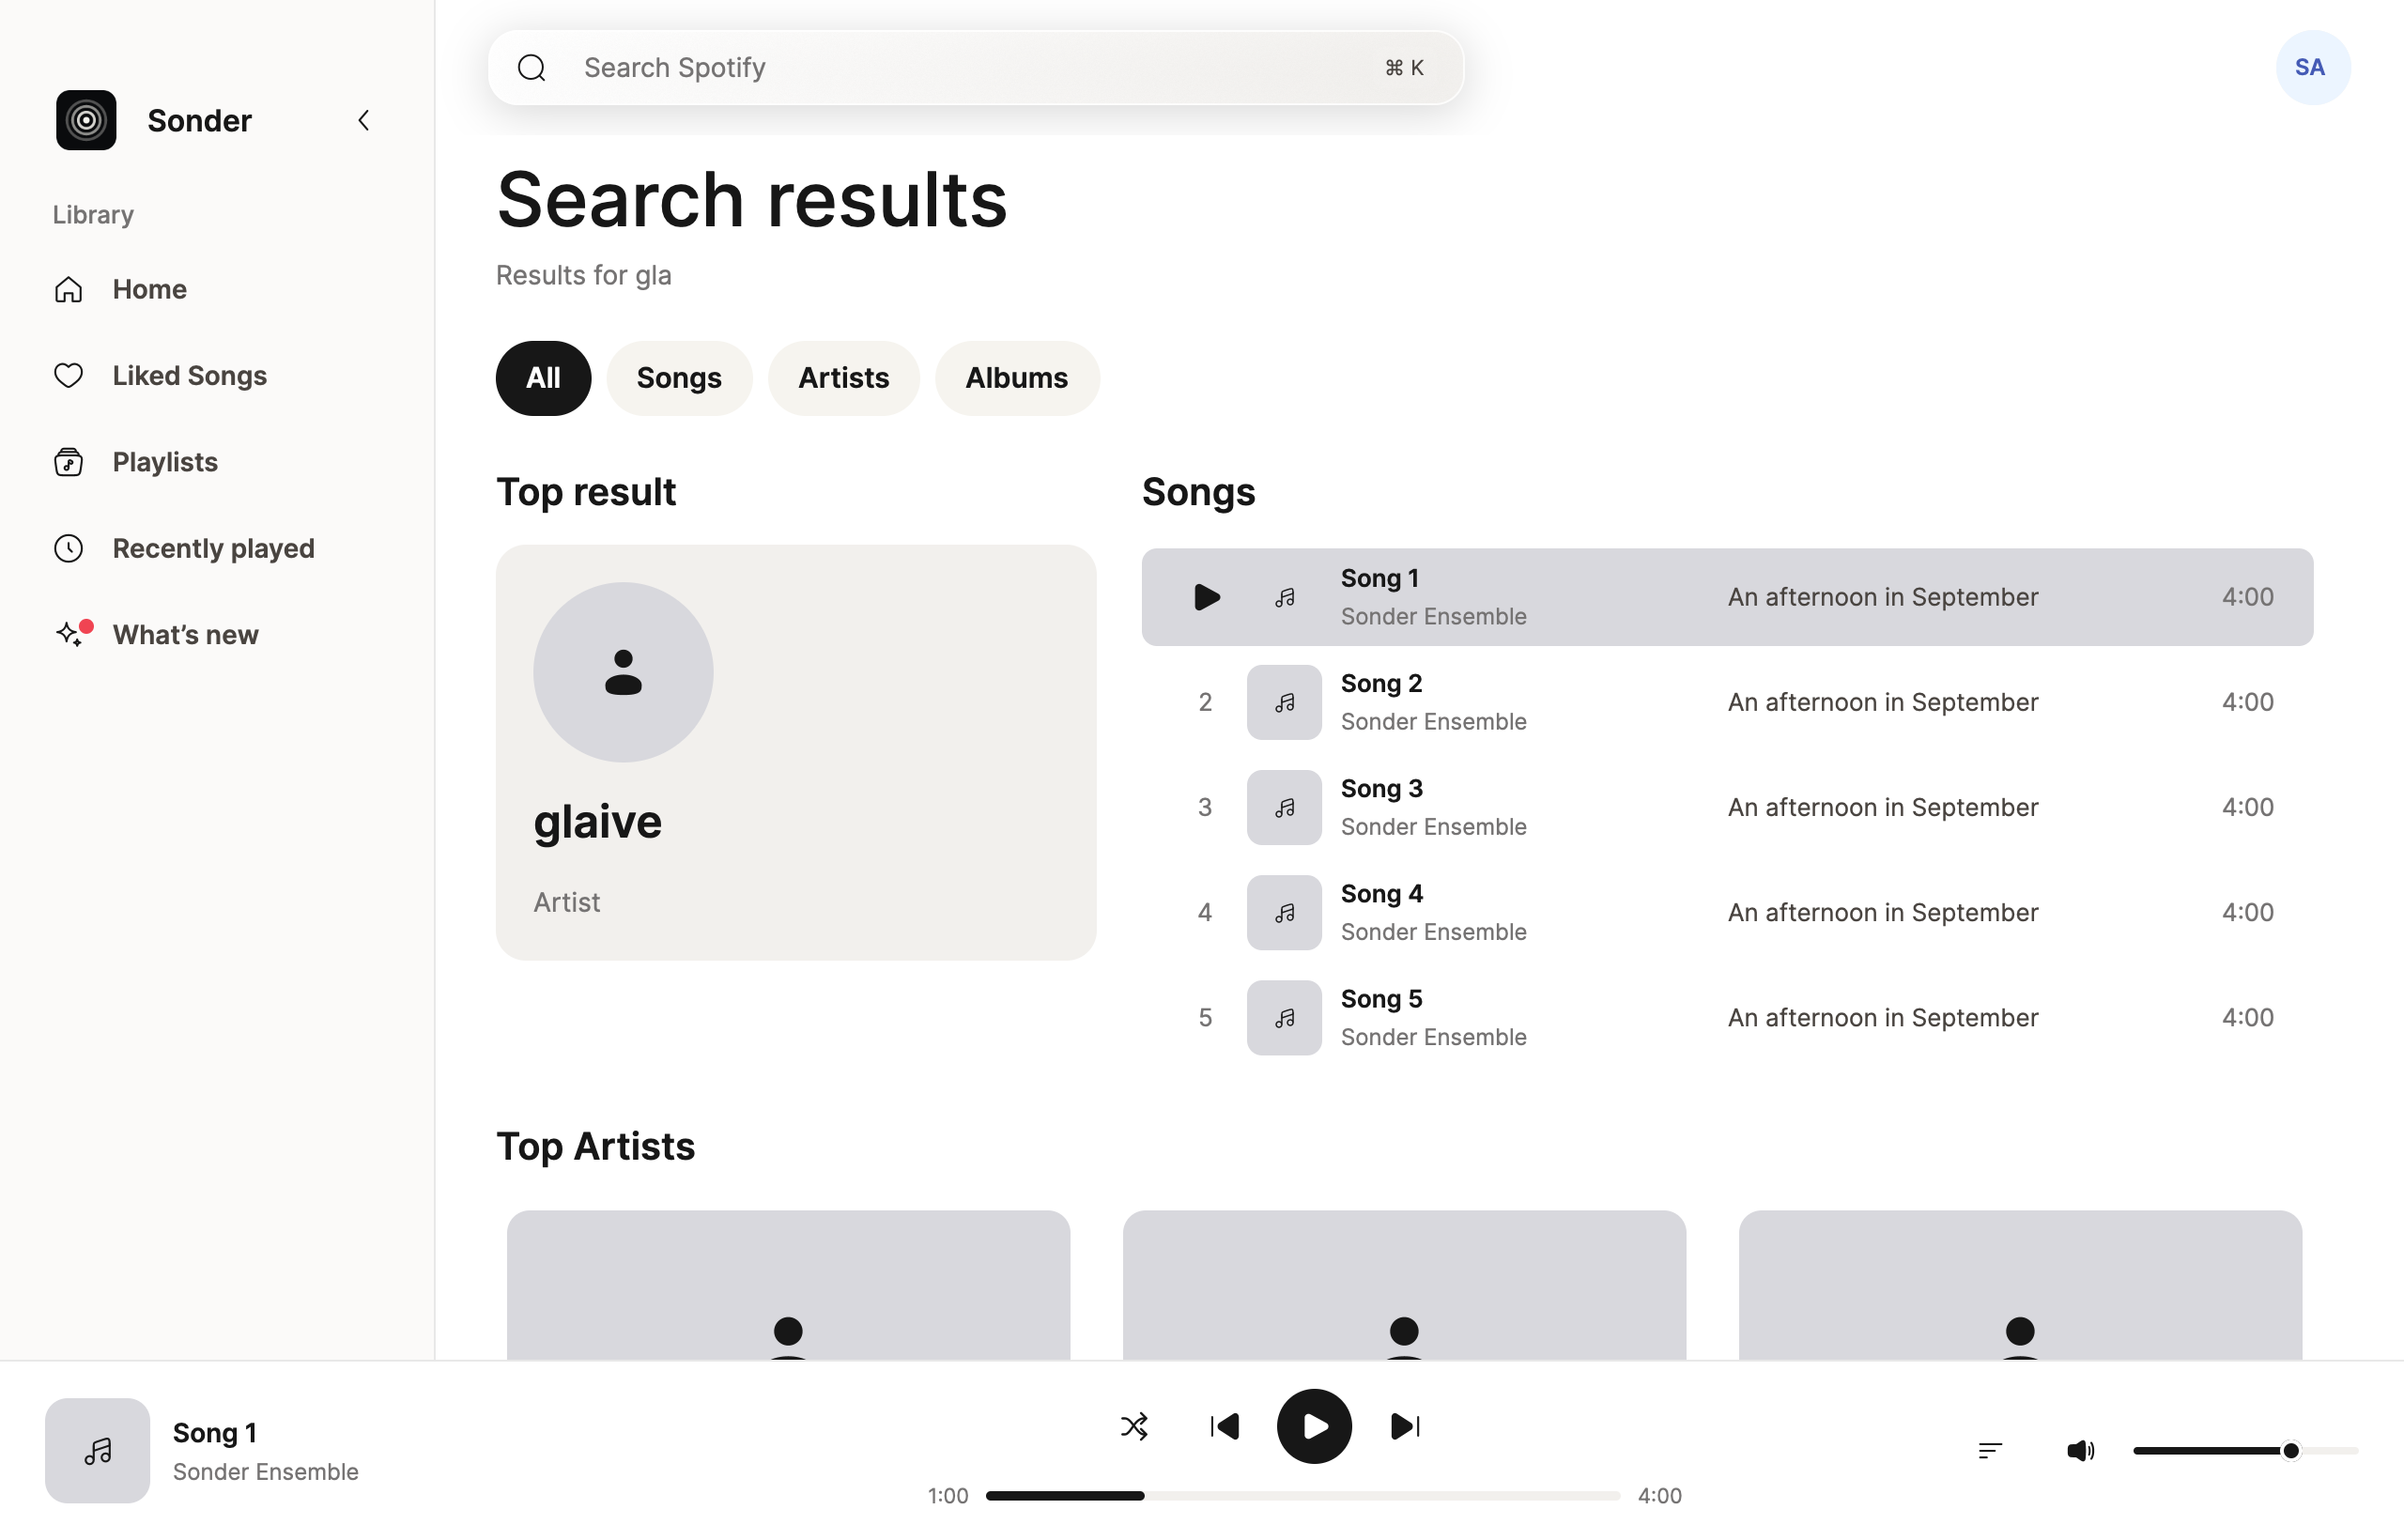 Sonder
Library
Home
Liked Songs
Playlists
Recently played
What’s new
Search Spotify
⌘ K
SA
Search results
Results for gla
All
Songs
Artists
Albums
Top result
glaive
Artist
Songs
Song 1
Sonder Ensemble
An afternoon in September
4:00
2
Song 2
Sonder Ensemble
An afternoon in September
4:00
3
Song 3
Sonder Ensemble
An afternoon in September
4:00
4
Song 4
Sonder Ensemble
An afternoon in September
4:00
5
Song 5
Sonder Ensemble
An afternoon in September
4:00
Top Artists
Song 1
Sonder Ensemble
1:00
4:00